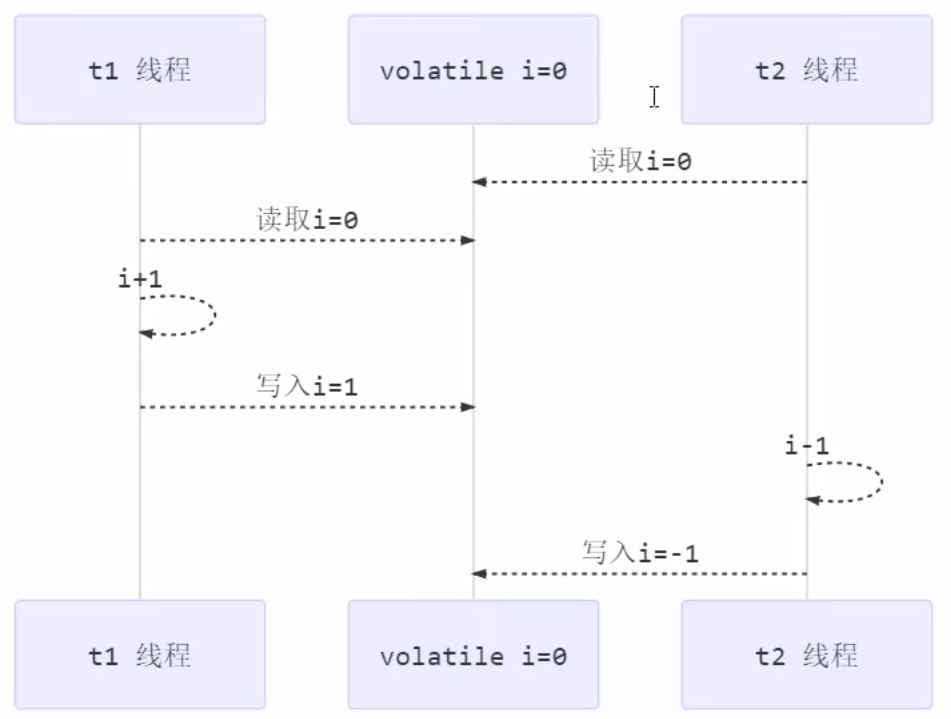 t1 线程
volatile i=0
t2 线程
读取i=0
读取i=0
i+1
写入i=1
i-1
写入i=-1
t1 线程
volatile i=0
t2 线程